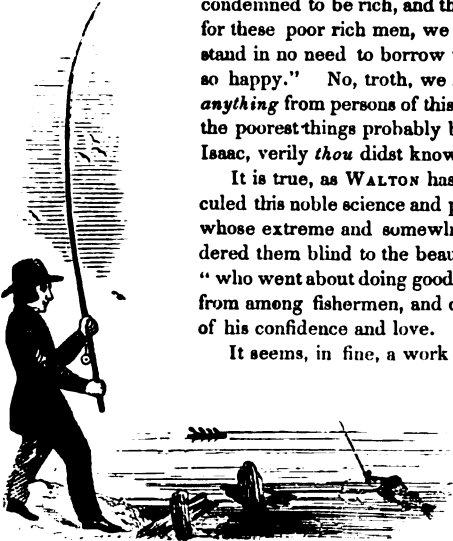 condemned to be rich, and th
for these poor rich men, we
stand in no need to borrow
so happy." No, troth, we
anything from persons of this
the poorest things probably b
Isaac, verily thou didst know
It is true, as WALTON has
culed this noble science and p
whose extreme and somewh
dered them blind to the beau
" who went about doing good
from among fishermen, and c
of his confidence and love.
It seems, in fine, a work